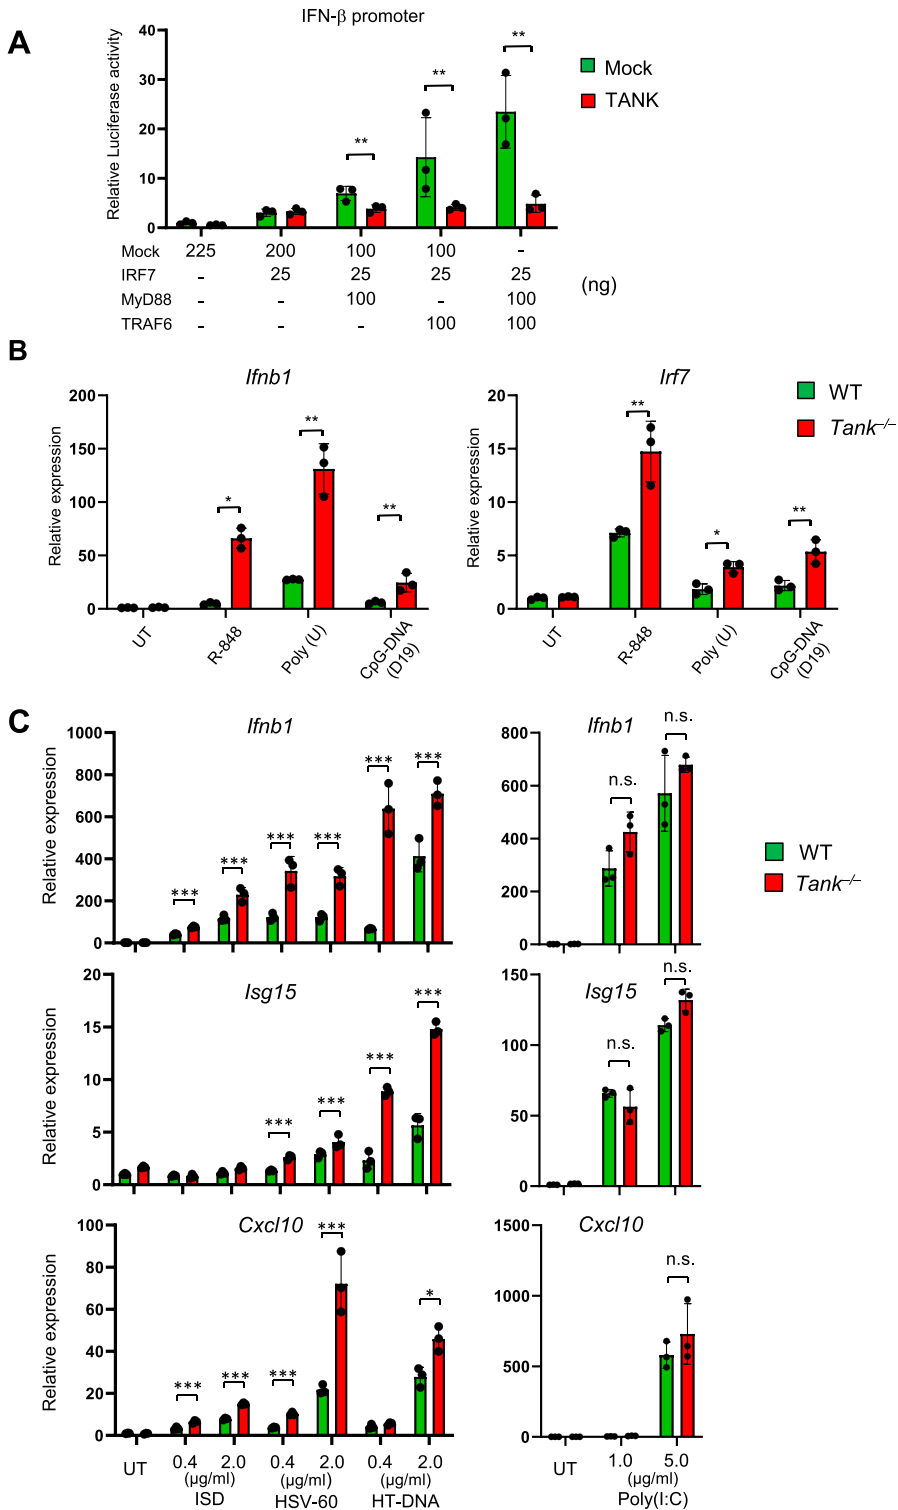 A
IFN-β promoter
Relative Luciferase activity
40
30
20
10
0
** ** **
Mock
TANK
Mock 225 200 100 100 -
IRF7 - 25 25 25 25
MyD88 - - 100 - 100
TRAF6 - - - 100 100
(ng)
B
Ifnb1
Relative expression
200
150
100
50
0
* ** **
UT R-848 Poly (U) CpG-DNA (D19)
Irf7
Relative expression
20
15
10
5
0
** * **
UT R-848 Poly (U) CpG-DNA (D19)
WT
Tank–/–
C
Ifnb1
Relative expression
1000
800
600
400
200
0
*** *** *** *** *** ***
Ifnb1
800
600
400
200
0
n.s. n.s.
WT
Tank–/–
Isg15
Relative expression
20
15
10
5
0
*** *** *** ***
Isg15
150
100
50
0
n.s. n.s.
Cxcl10
Relative expression
100
80
60
40
20
0
*** *** *** *** *
UT 0.4 2.0 0.4 2.0 0.4 2.0
(μg/ml) (μg/ml) (μg/ml)
ISD HSV-60 HT-DNA
Cxcl10
1500
1000
500
0
n.s.
UT 1.0 5.0
(μg/ml)
Poly(I:C)